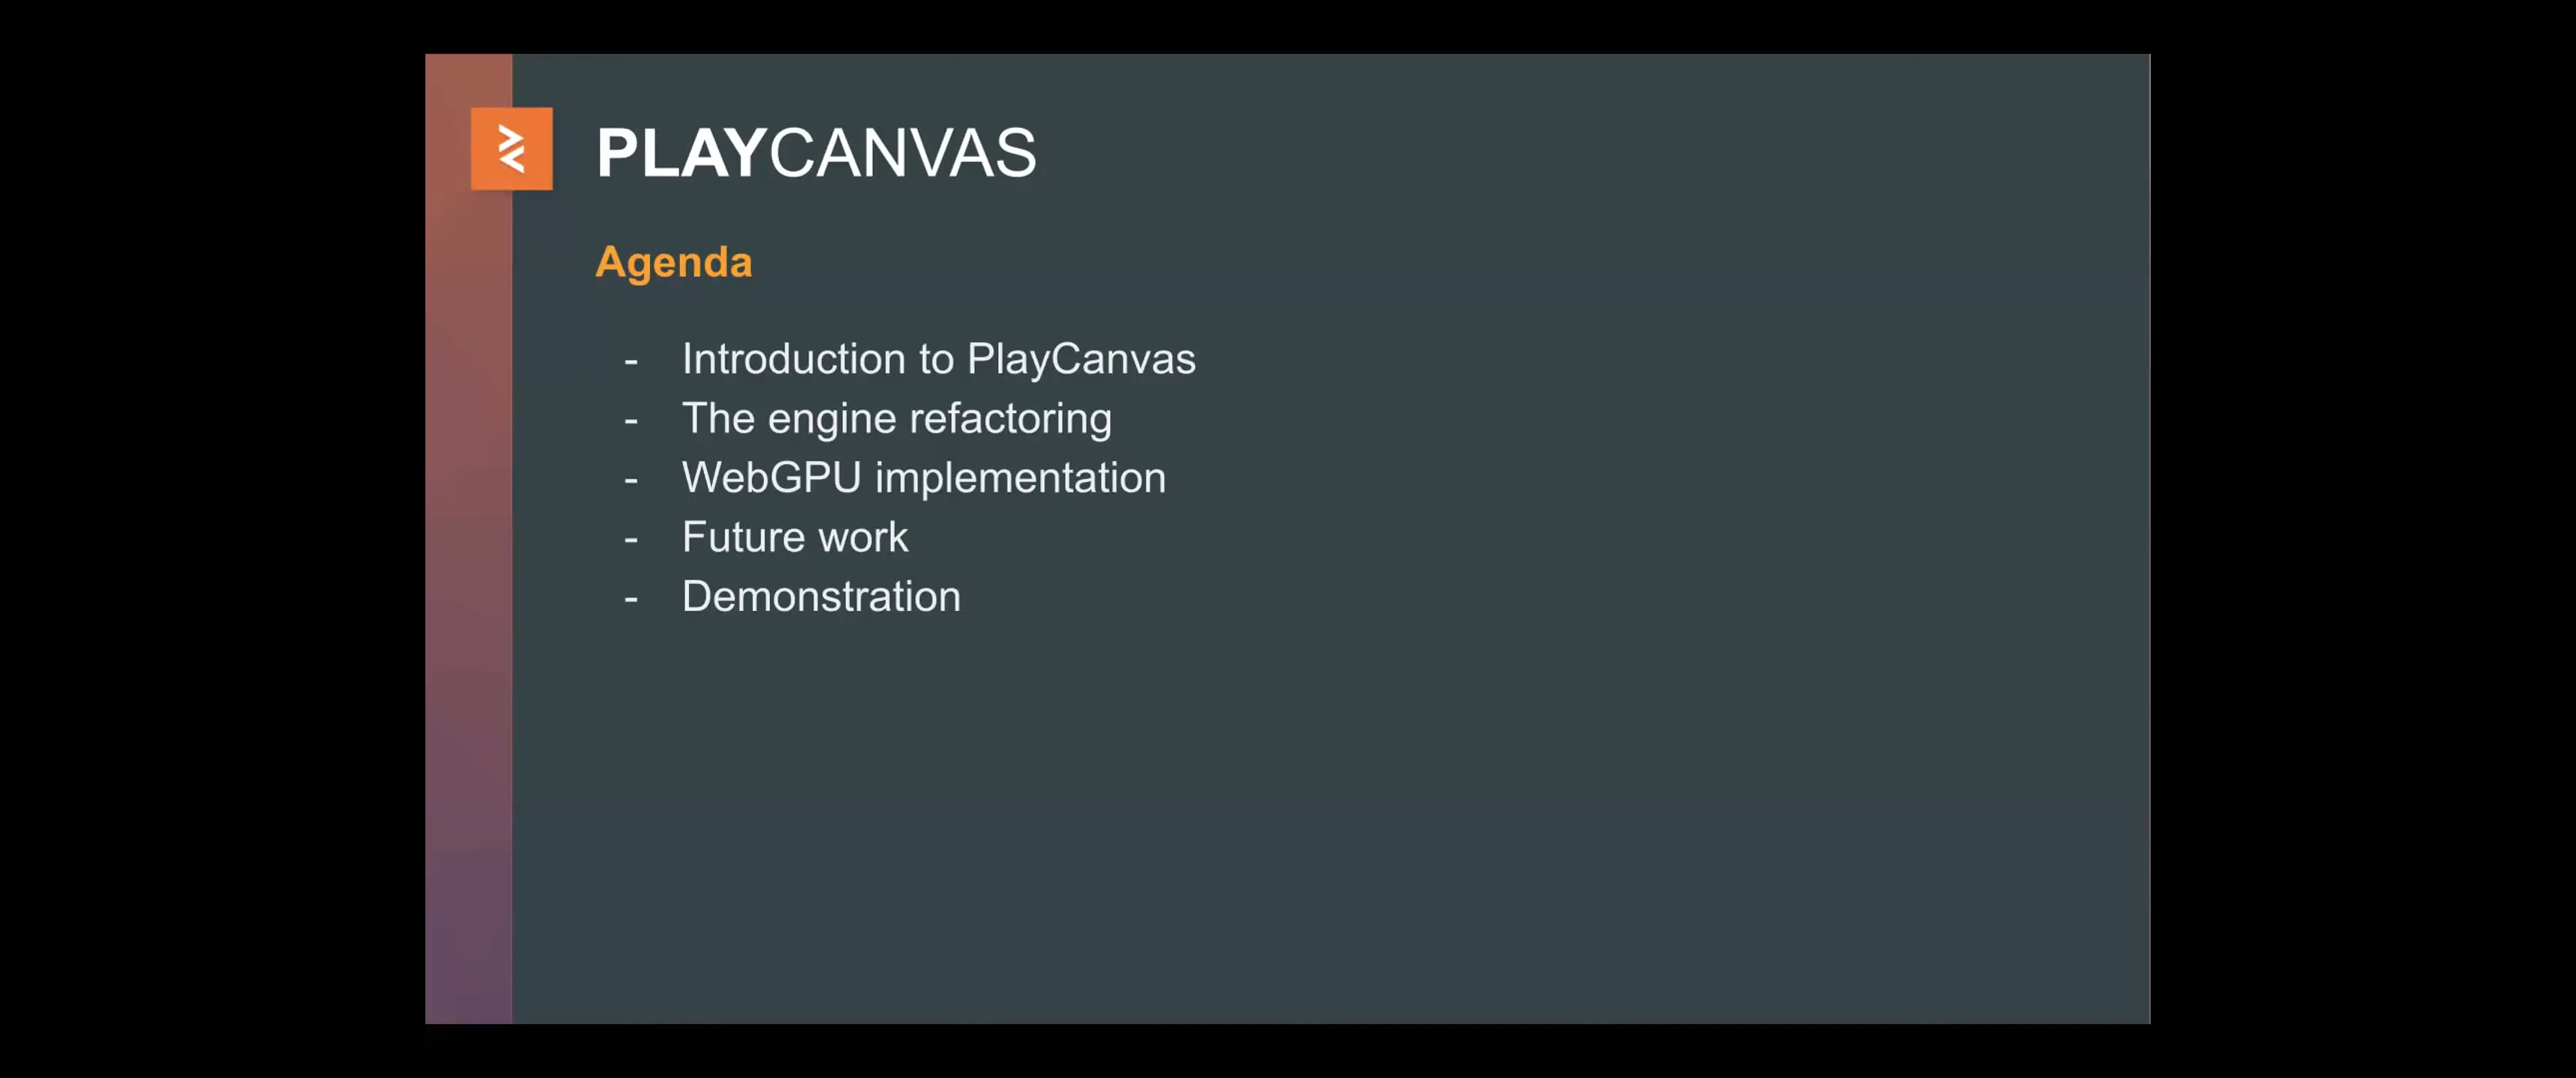 PLAYCANVAS
Agenda
- Introduction to PlayCanvas
- The engine refactoring
- WebGPU implementation
- Future work
- Demonstration